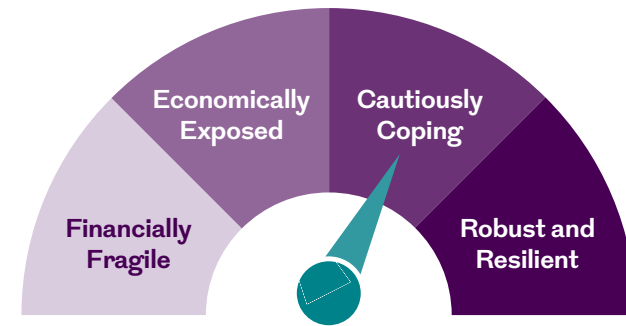 Economically
Exposed
Cautiously
Coping
Financially
Fragile
Robust and
Resilient